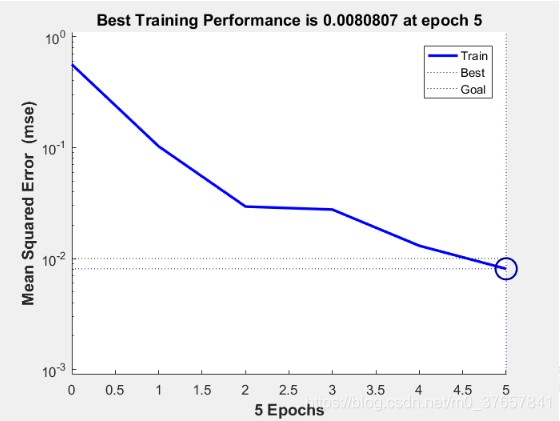 Best Training Performance is 0.0080807 at epoch 5
10^0
Train
Best
Goal
10^-1
Mean Squared Error (mse)
10^-2
10^-3
0 0.5 1 1.5 2 2.5 3 3.5 4 4.5 5
5 Epochs
https://blog.csdn.net/m0_37657841